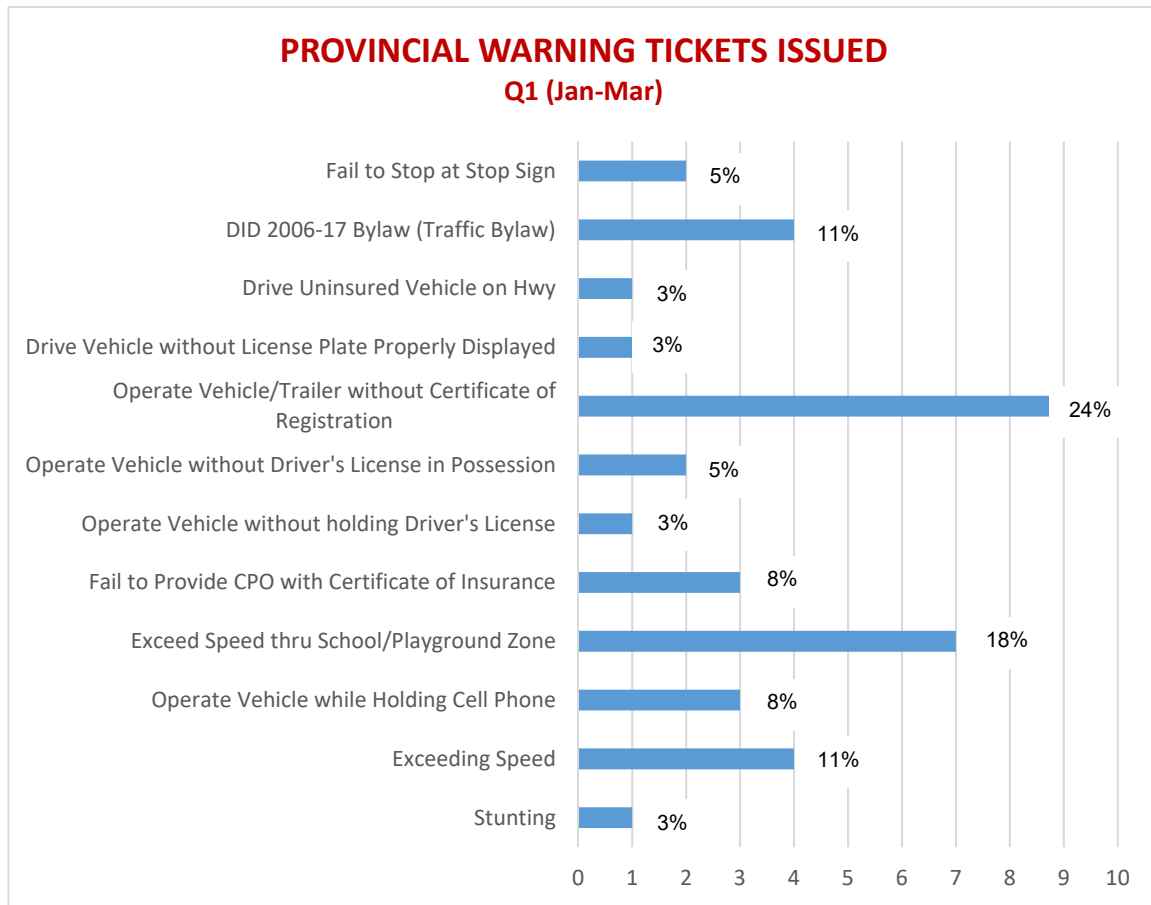 PROVINCIAL WARNING TICKETS ISSUED
Q1 (Jan-Mar)
Fail to Stop at Stop Sign
5%
DID 2006-17 Bylaw (Traffic Bylaw)
11%
Drive Uninsured Vehicle on Hwy
3%
Drive Vehicle without License Plate Properly Displayed
3%
Operate Vehicle/Trailer without Certificate of
Registration
24%
Operate Vehicle without Driver's License in Possession
5%
Operate Vehicle without holding Driver's License
3%
Fail to Provide CPO with Certificate of Insurance
8%
Exceed Speed thru School/Playground Zone
18%
Operate Vehicle while Holding Cell Phone
8%
Exceeding Speed
11%
Stunting
3%
0 1 2 3 4 5 6 7 8 9 10